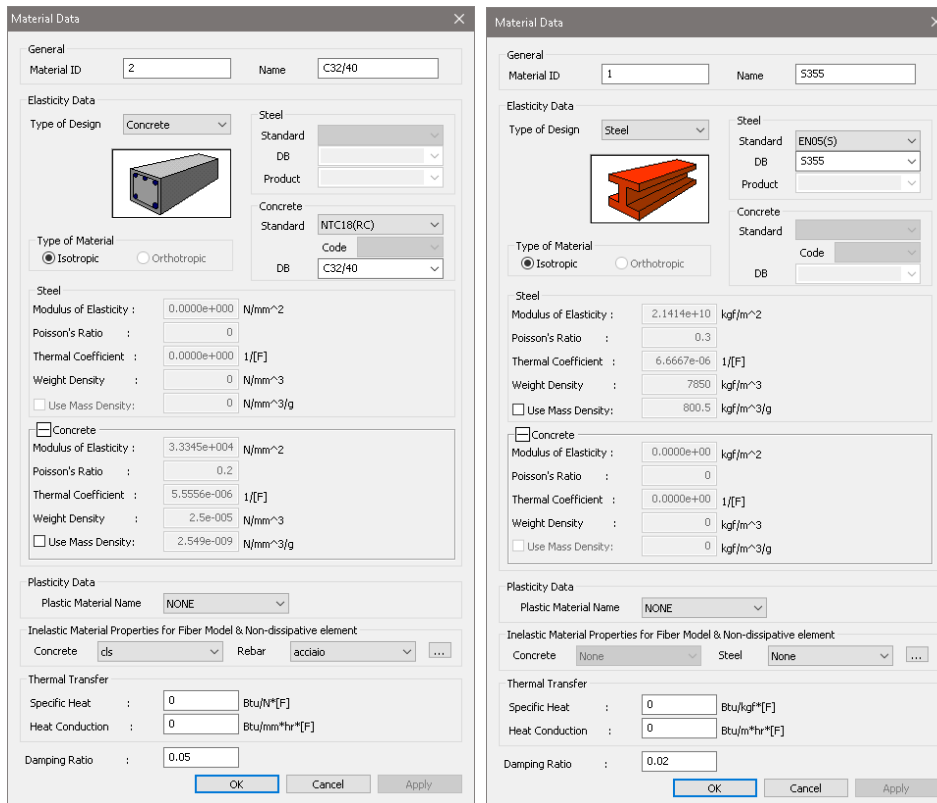 Material Data
General
Material ID 2 Name C32/40
Elasticity Data
Type of Design Concrete
Steel
Standard
DB
Product
Concrete
Standard NTC18(RC)
Code
DB C32/40
Type of Material
Isotropic Orthotropic
Steel
Modulus of Elasticity : 0.0000e+000 N/mm^2
Poisson's Ratio : 0
Thermal Coefficient : 0.0000e+000 1/[F]
Weight Density : 0 N/mm^3
Use Mass Density: 0 N/mm^3/g
Concrete
Modulus of Elasticity : 3.3345e+004 N/mm^2
Poisson's Ratio : 0.2
Thermal Coefficient : 5.5556e-006 1/[F]
Weight Density : 2.5e-005 N/mm^3
Use Mass Density: 2.549e-009 N/mm^3/g
Plasticity Data
Plastic Material Name NONE
Inelastic Material Properties for Fiber Model & Non-dissipative element
Concrete cls Rebar acciaio ...
Thermal Transfer
Specific Heat : 0 Btu/N*[F]
Heat Conduction : 0 Btu/mm*hr*[F]
Damping Ratio : 0.05
OK Cancel Apply
Material Data
General
Material ID 1 Name S355
Elasticity Data
Type of Design Steel
Steel
Standard EN05(S)
DB S355
Product
Concrete
Standard
Code
DB
Type of Material
Isotropic Orthotropic
Steel
Modulus of Elasticity : 2.1414e+10 kgf/m^2
Poisson's Ratio : 0.3
Thermal Coefficient : 6.6667e-06 1/[F]
Weight Density : 7850 kgf/m^3
Use Mass Density: 800.5 kgf/m^3/g
Concrete
Modulus of Elasticity : 0.0000e+00 kgf/m^2
Poisson's Ratio : 0
Thermal Coefficient : 0.0000e+00 1/[F]
Weight Density : 0 kgf/m^3
Use Mass Density: 0 kgf/m^3/g
Plasticity Data
Plastic Material Name NONE
Inelastic Material Properties for Fiber Model & Non-dissipative element
Concrete None Steel None ...
Thermal Transfer
Specific Heat : 0 Btu/kgf*[F]
Heat Conduction : 0 Btu/m*hr*[F]
Damping Ratio : 0.02
OK Cancel Apply